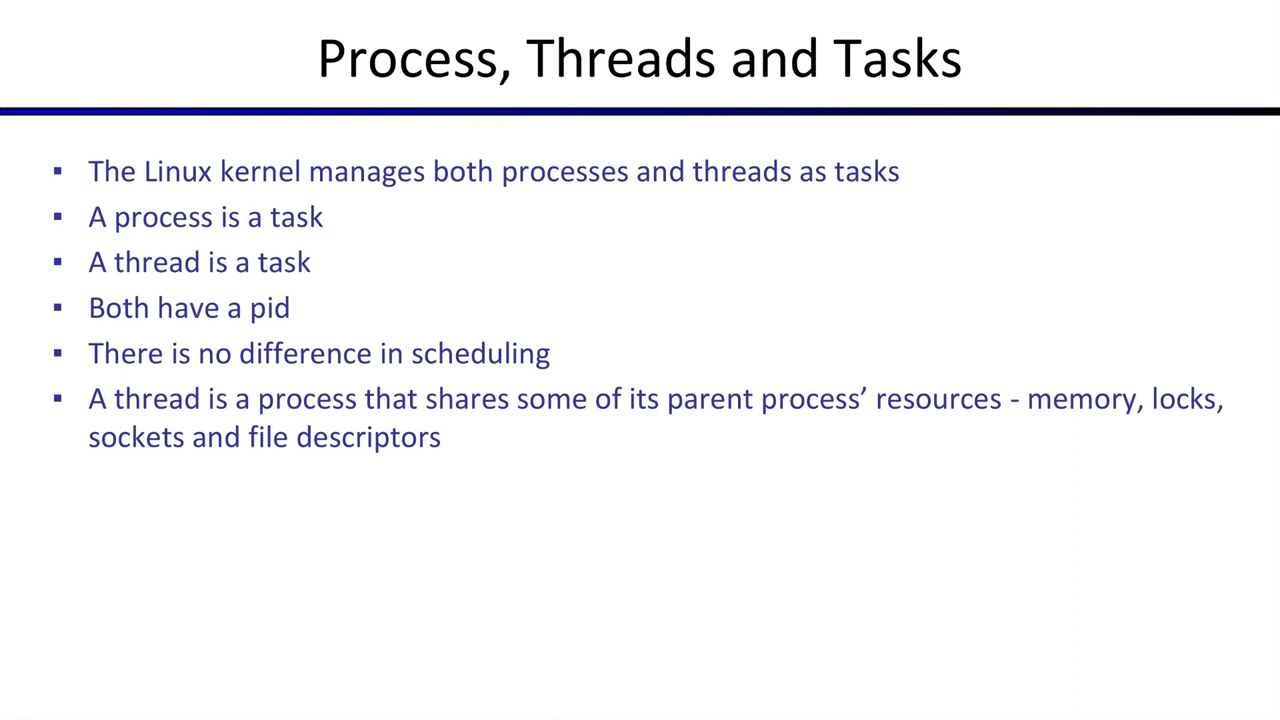 Process, Threads and Tasks
▪ The Linux kernel manages both processes and threads as tasks
▪ A process is a task
▪ A thread is a task
▪ Both have a pid
▪ There is no difference in scheduling
▪ A thread is a process that shares some of its parent process’ resources - memory, locks,
sockets and file descriptors